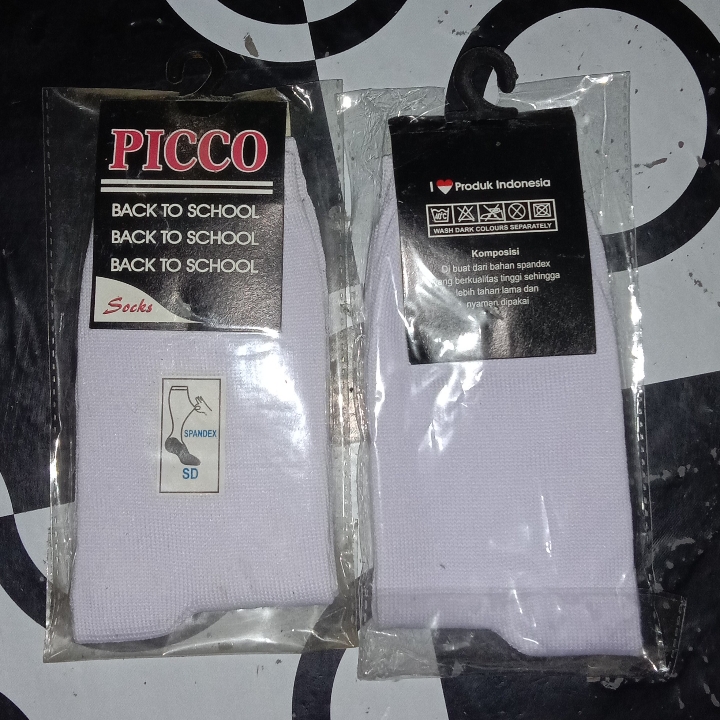 PICCO
BACK TO SCHOOL
BACK TO SCHOOL
BACK TO SCHOOL
Socks
SPANDEX
SD
I Produk Indonesia
WASH DARK COLOURS SEPARATELY
Komposisi
Di buat dari bahan spandex
yang berkualitas tinggi sehingga
lebih tahan lama dan
nyaman dipakai